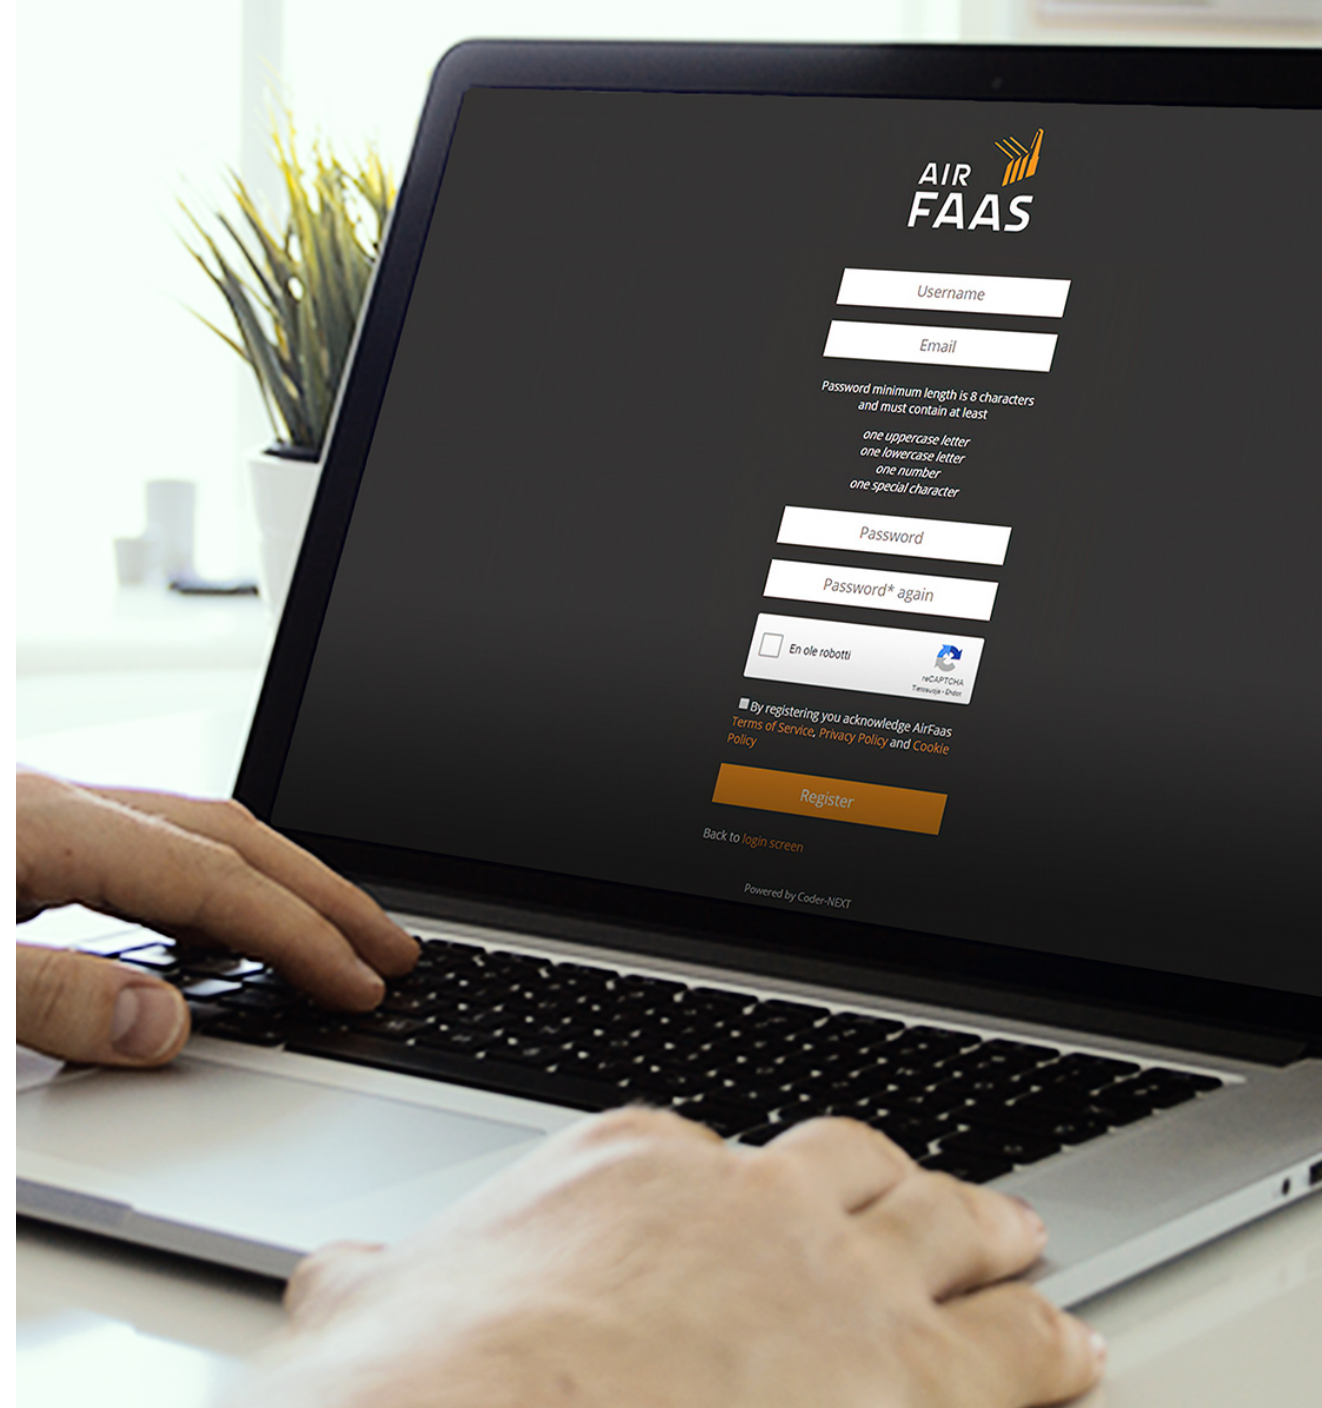 AIR
FAAS
Username
Email
Password minimum length is 8 characters
and must contain at least
one uppercase letter
one lowercase letter
one number
one special character
Password
Password* again
En ole robotti
reCAPTCHA
Tietosuoja - Ehdot
By registering you acknowledge AirFaas
Terms of Service, Privacy Policy and Cookie
Policy
Register
Back to login screen
Powered by Coder-NEXT